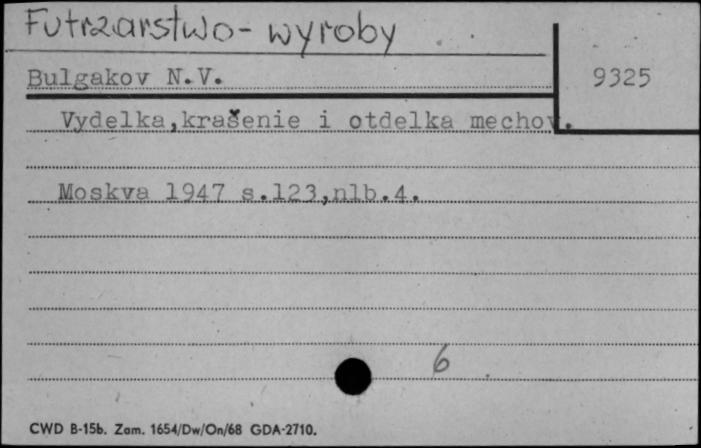 Futrzarstwo - wyroby
Bulgakov N.V.
9325
Vydelka,krašenie i otdelka mechov.
Moskva 1947 s.123,nlb.4.
6
CWD B-15b. Zam. 1654/Dw/On/68 GDA-2710.